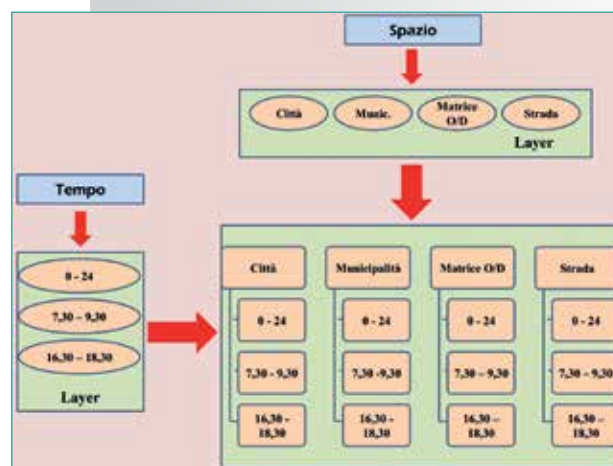 Spazio
Città
Munic.
Matrice
O/D
Strada
Layer
Tempo
0 - 24
7,30 – 9,30
16,30 – 18,30
Layer
Città
Municipalità
Matrice O/D
Strada
0 - 24
0 - 24
0 - 24
0 - 24
7,30 - 9,30
7,30 -9,30
7,30 – 9,30
7,30 – 9,30
16,30 -
18,30
16,30 -
18,30
16,30 –
18,30
16,30 –
18,30